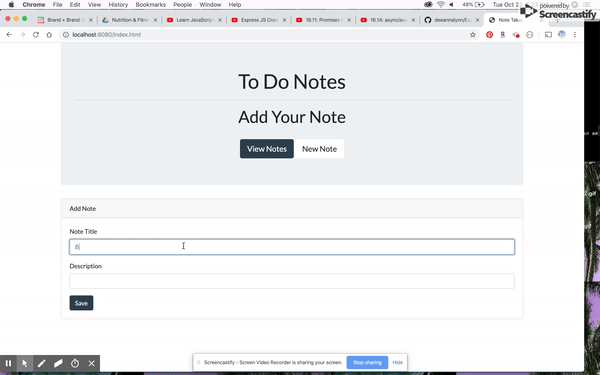 Chrome File Edit View History Bookmarks People Window Help 48% Tue Oct 2
powered by
Screencastify
Brand + Brand Nutrition & Fitne Learn JavaScript Express JS Cras 16.11: Promises 16.14: async/aw deeannalynn/Ex Note Tak
localhost:8080/index.html
To Do Notes
Add Your Note
View Notes New Note
Add Note
Note Title
Description
Save
Screencastify - Screen Video Recorder is sharing your screen. Stop sharing Hide